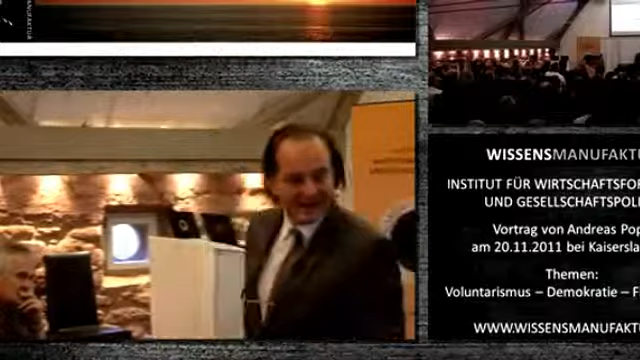 WISSENSMANUFAKTU
INSTITUT FÜR WIRTSCHAFTSFOR
UND GESELLSCHAFTSPOLI
Vortrag von Andreas Pop
am 20.11.2011 bei Kaisersla
Themen:
Voluntarismus – Demokratie – F
WWW.WISSENSMANUFAKTU